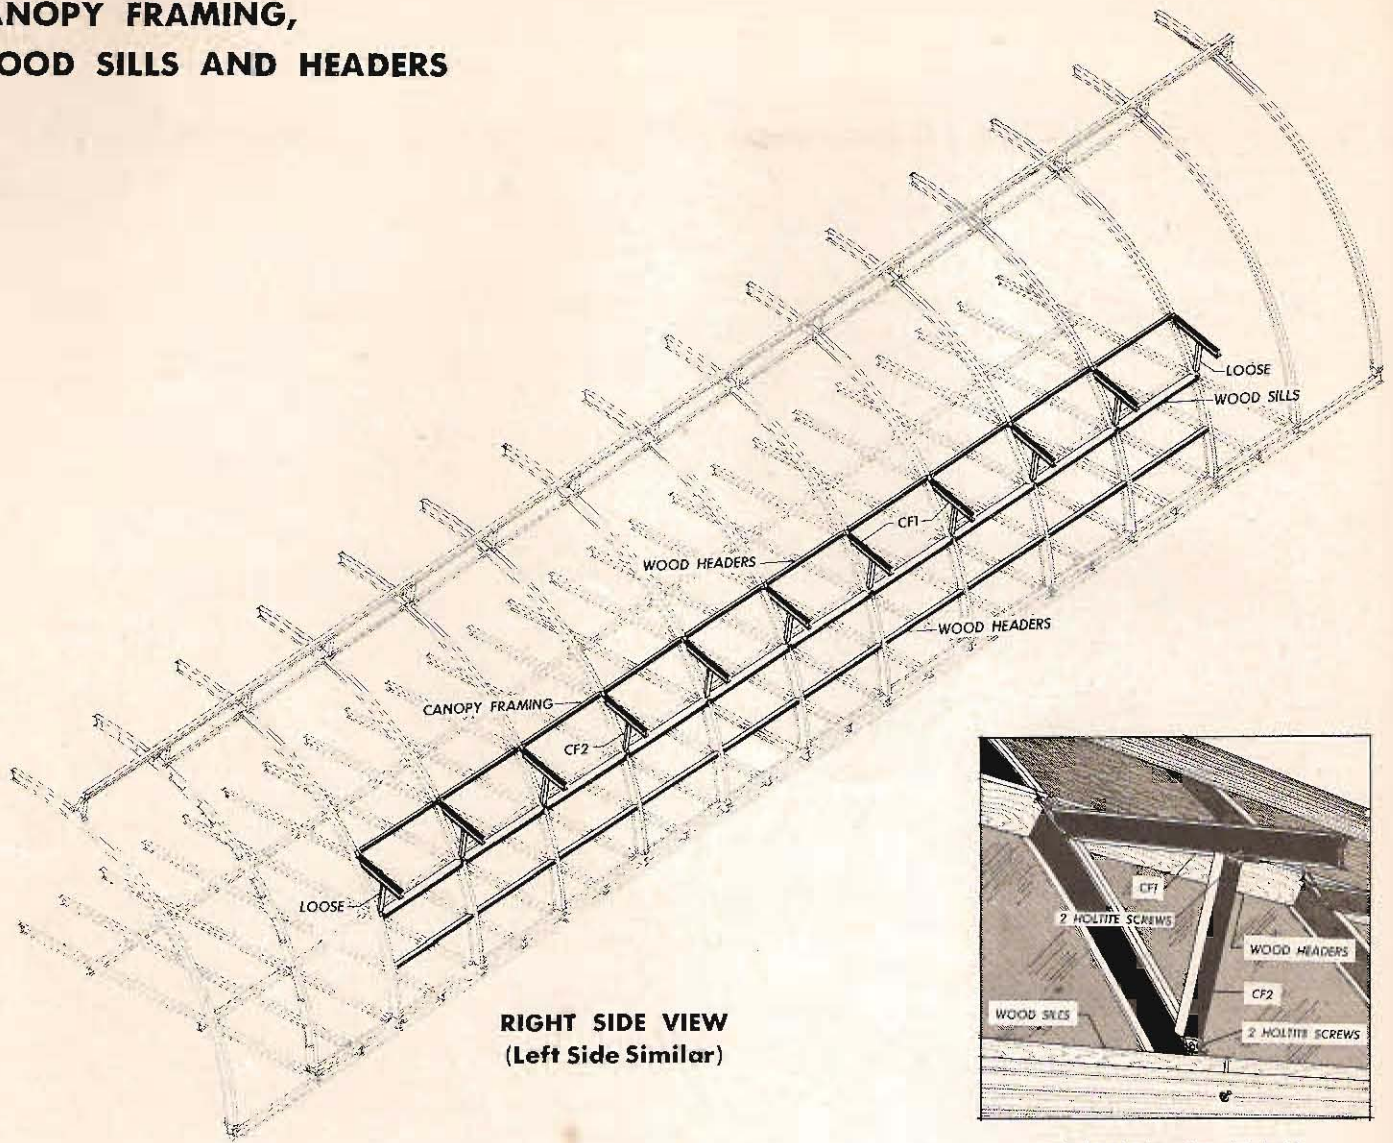 ANOPY FRAMING,
OOD SILLS AND HEADERS
LOOSE
WOOD SILLS
CF1
WOOD HEADERS
WOOD HEADERS
CANOPY FRAMING
CF2
LOOSE
CF1
2 HOLTITE SCREWS
WOOD HEADERS
CF2
WOOD SILLS
2 HOLTITE SCREWS
RIGHT SIDE VIEW
(Left Side Similar)